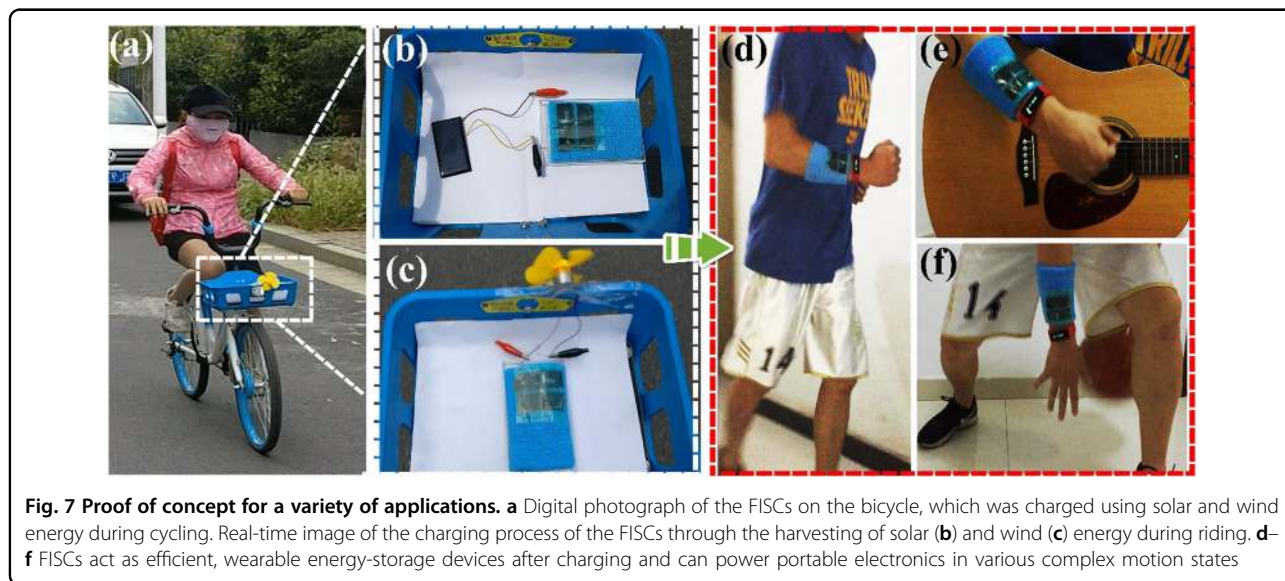 (a)
(b)
(c)
(d)
(e)
(f)
TRILL
SEEKA
14
14
TRILL
Fig. 7 Proof of concept for a variety of applications. a Digital photograph of the FISCs on the bicycle, which was charged using solar and wind
energy during cycling. Real-time image of the charging process of the FISCs through the harvesting of solar (b) and wind (c) energy during riding. d–
f FISCs act as efficient, wearable energy-storage devices after charging and can power portable electronics in various complex motion states